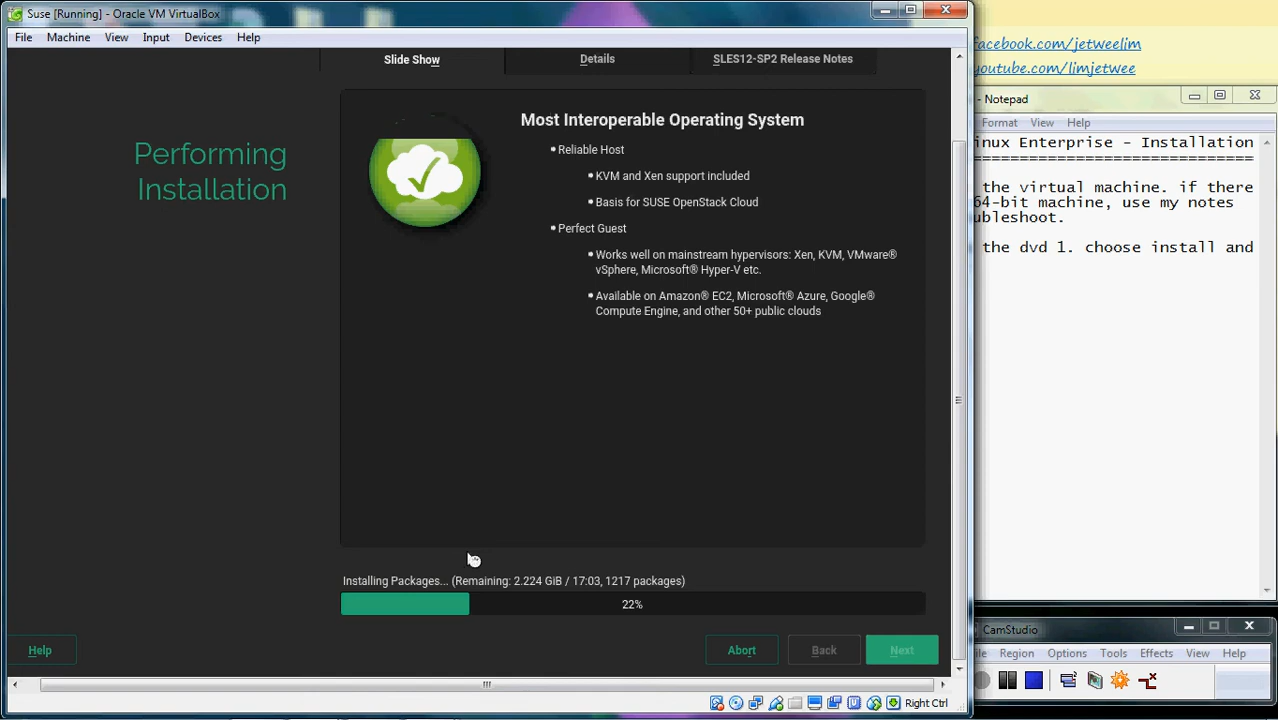 Suse [Running] - Oracle VM VirtualBox
File Machine View Input Devices Help
Slide Show Details SLES12-SP2 Release Notes
Performing
Installation
Most Interoperable Operating System
Reliable Host
KVM and Xen support included
Basis for SUSE OpenStack Cloud
Perfect Guest
Works well on mainstream hypervisors: Xen, KVM, VMware®
vSphere, Microsoft® Hyper-V etc.
Available on Amazon® EC2, Microsoft® Azure, Google®
Compute Engine, and other 50+ public clouds
Installing Packages... (Remaining: 2.224 GiB / 17:03, 1217 packages)
22%
Help Abort Back Next
Right Ctrl
facebook.com/jetweelim
youtube.com/limjetwee
- Notepad
Format View Help
inux Enterprise - Installation
==============================
the virtual machine. if there
64-bit machine, use my notes
ubleshoot.
the dvd 1. choose install and
CamStudio
ile Region Options Tools Effects View Help